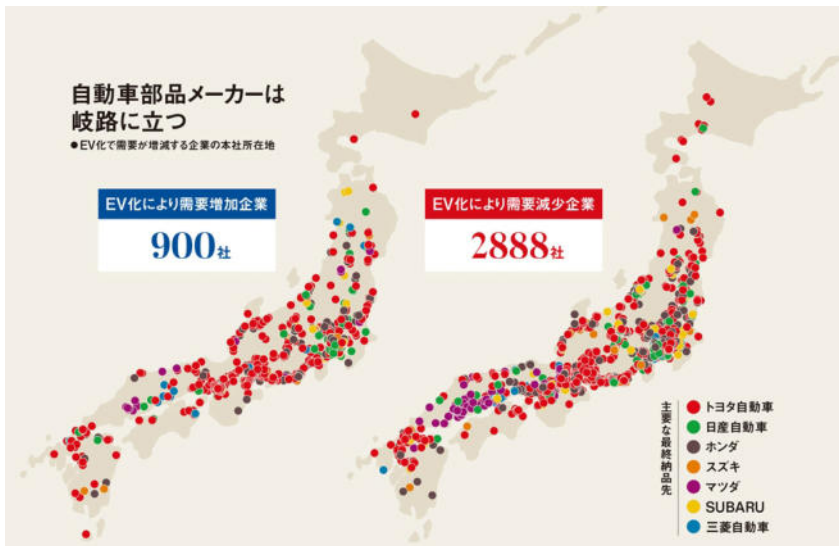 自動車部品メーカーは
岐路に立つ
●EV化で需要が増減する企業の本社所在地
EV化により需要増加企業
900社
EV化により需要減少企業
2888社
主要な最終納品先
トヨタ自動車
日産自動車
ホンダ
スズキ
マツダ
SUBARU
三菱自動車